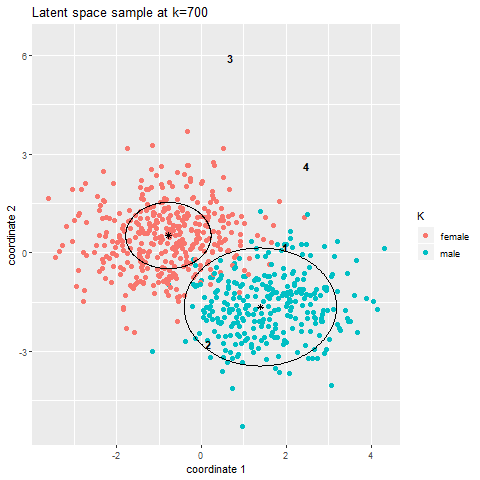 Latent space sample at k=700
coordinate 2
6
3
0
-3
3
4
1
2
-2
0
2
4
coordinate 1
K
female
male